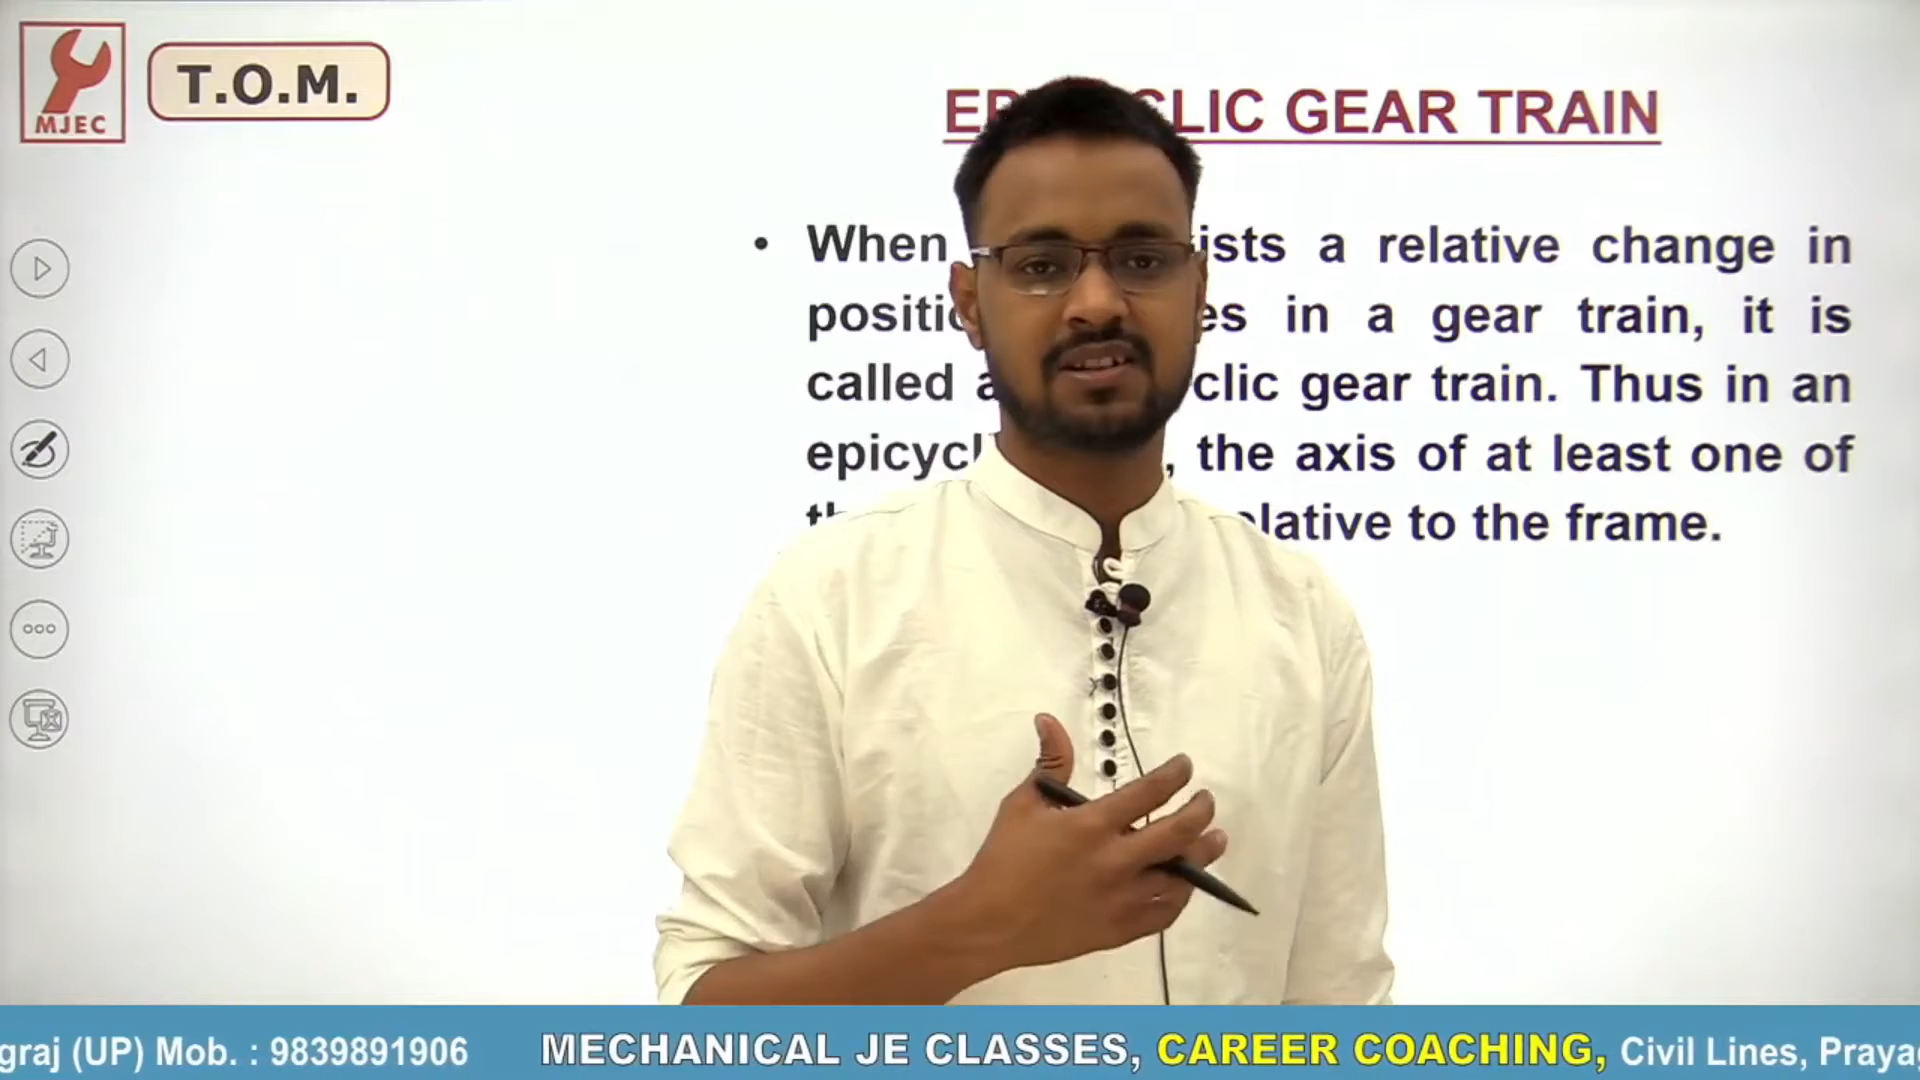 MJEC
T.O.M.
CLIC GEAR TRAIN
• When ists a relative change in
positi es in a gear train, it is
called a clic gear train. Thus in an
epicycl , the axis of at least one of
th lative to the frame.
graj (UP) Mob. : 9839891906 MECHANICAL JE CLASSES, CAREER COACHING, Civil Lines, Praya